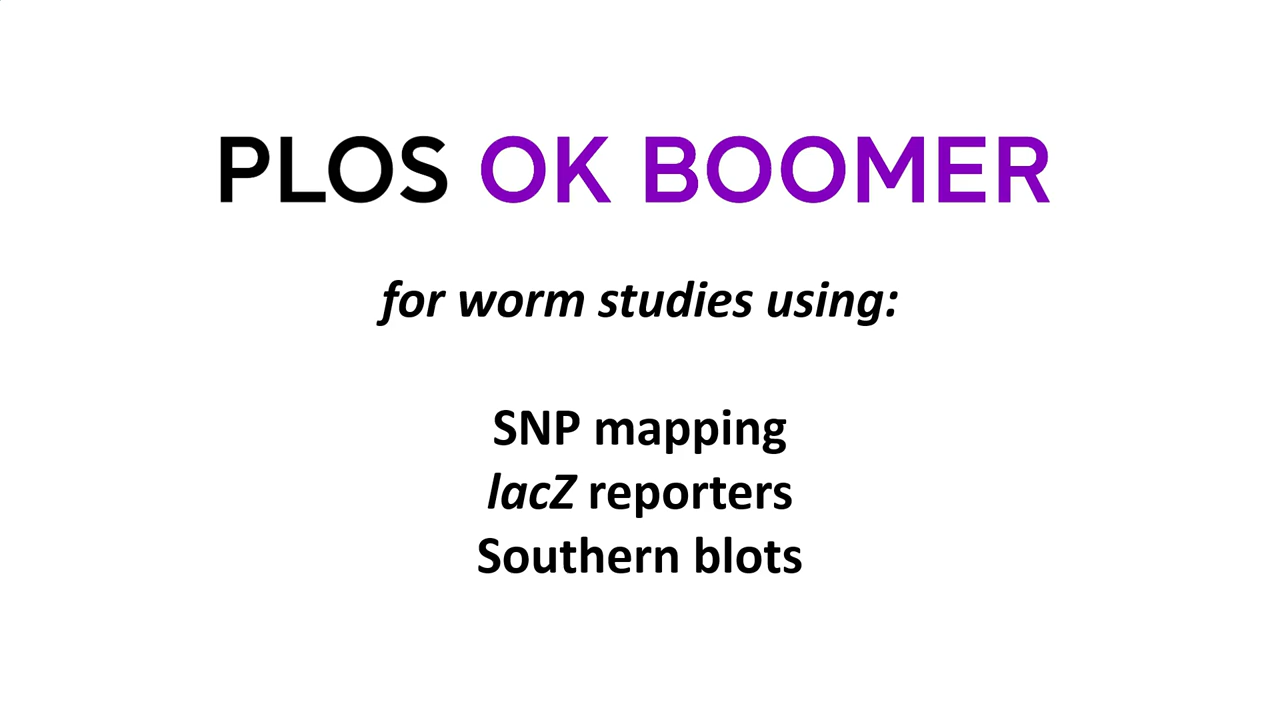 PLOS OK BOOMER
for worm studies using:
SNP mapping
lacZ reporters
Southern blots